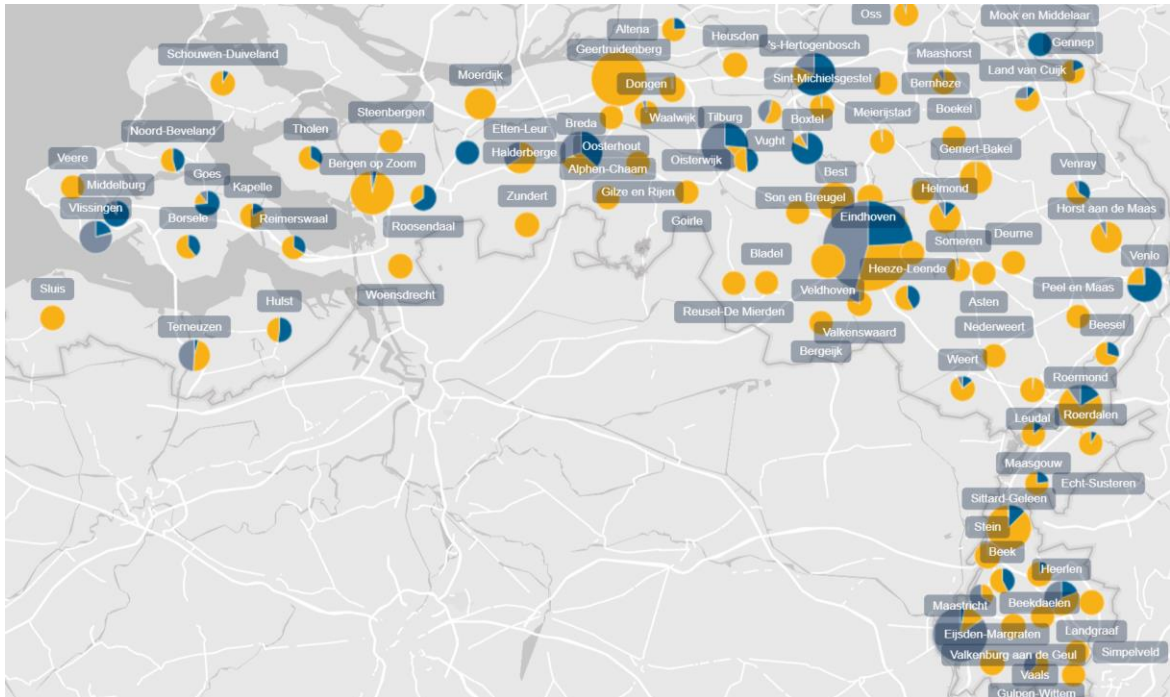 Oss
Mook en Middelaar
Altena
Heusden
's-Hertogenbosch
Maashorst
Gennep
Schouwen-Duiveland
Geertruidenberg
Moerdijk
Dongen
Sint-Michielsgestel
Bernheze
Land van Cuijk
Steenbergen
Etten-Leur
Breda
Waalwijk
Tilburg
Boxtel
Meierijstad
Boekel
Noord-Beveland
Tholen
Halderberge
Oosterhout
Vught
Gemert-Bakel
Veere
Goes
Bergen op Zoom
Alphen-Chaam
Oisterwijk
Best
Venray
Middelburg
Kapelle
Zundert
Gilze en Rijen
Son en Breugel
Helmond
Vlissingen
Borsele
Reimerswaal
Roosendaal
Goirle
Eindhoven
Horst aan de Maas
Someren
Deurne
Bladel
Heeze-Leende
Venlo
Sluis
Woensdrecht
Veldhoven
Peel en Maas
Hulst
Reusel-De Mierden
Asten
Terneuzen
Valkenswaard
Nederweert
Beesel
Bergeijk
Weert
Roermond
Leudal
Roerdalen
Maasgouw
Echt-Susteren
Sittard-Geleen
Stein
Beek
Heerlen
Maastricht
Beekdaelen
Eijsden-Margraten
Landgraaf
Valkenburg aan de Geul
Simpelveld
Vaals
Gulpen-Wittem